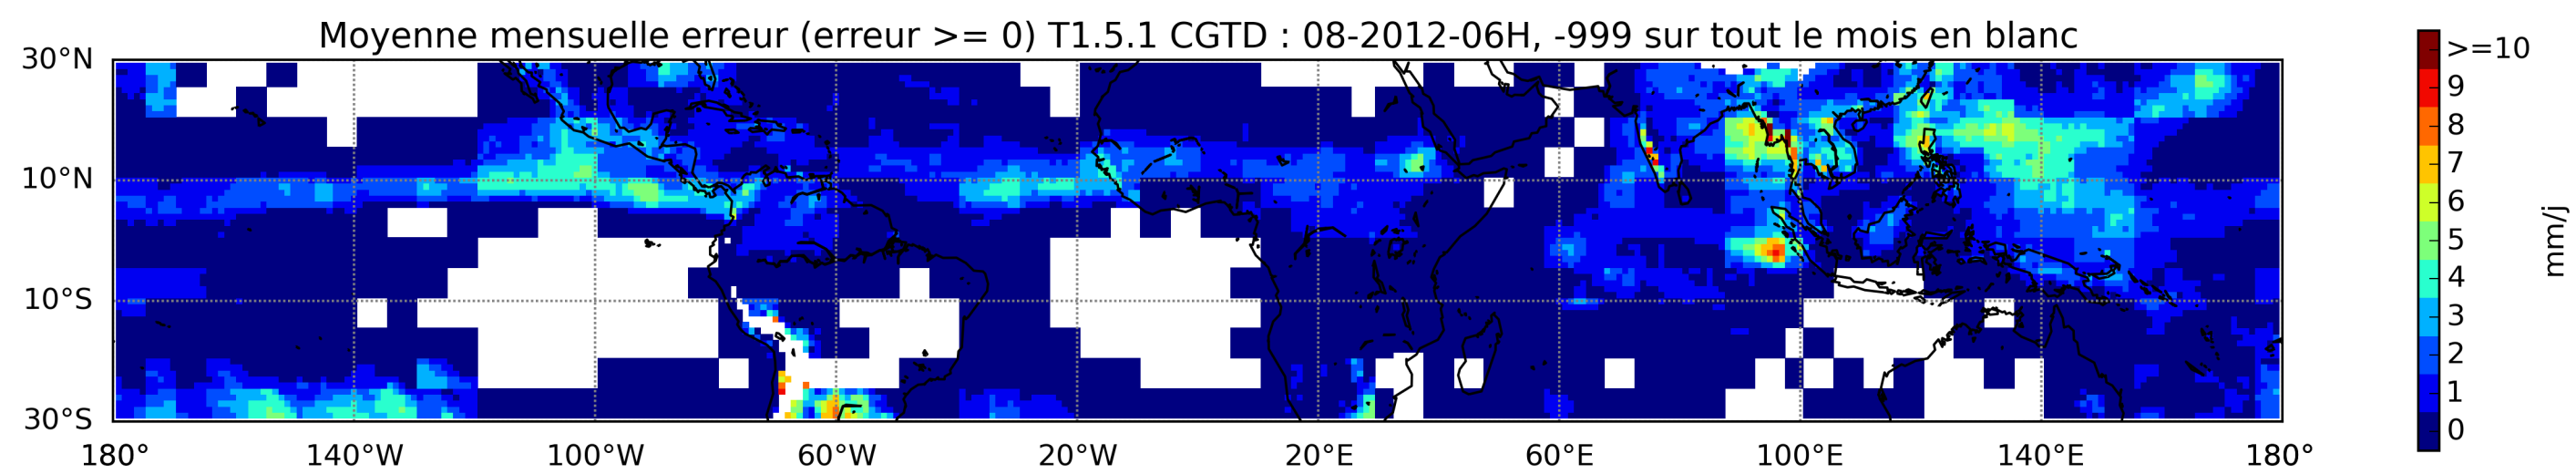 Moyenne mensuelle erreur (erreur >= 0) T1.5.1 CGTD : 08-2012-06H, -999 sur tout le mois en blanc
30°N
10°N
10°S
30°S
180°
140°W
100°W
60°W
20°W
20°E
60°E
100°E
140°E
180°
>=10
9
8
7
6
5
4
3
2
1
0
mm/j